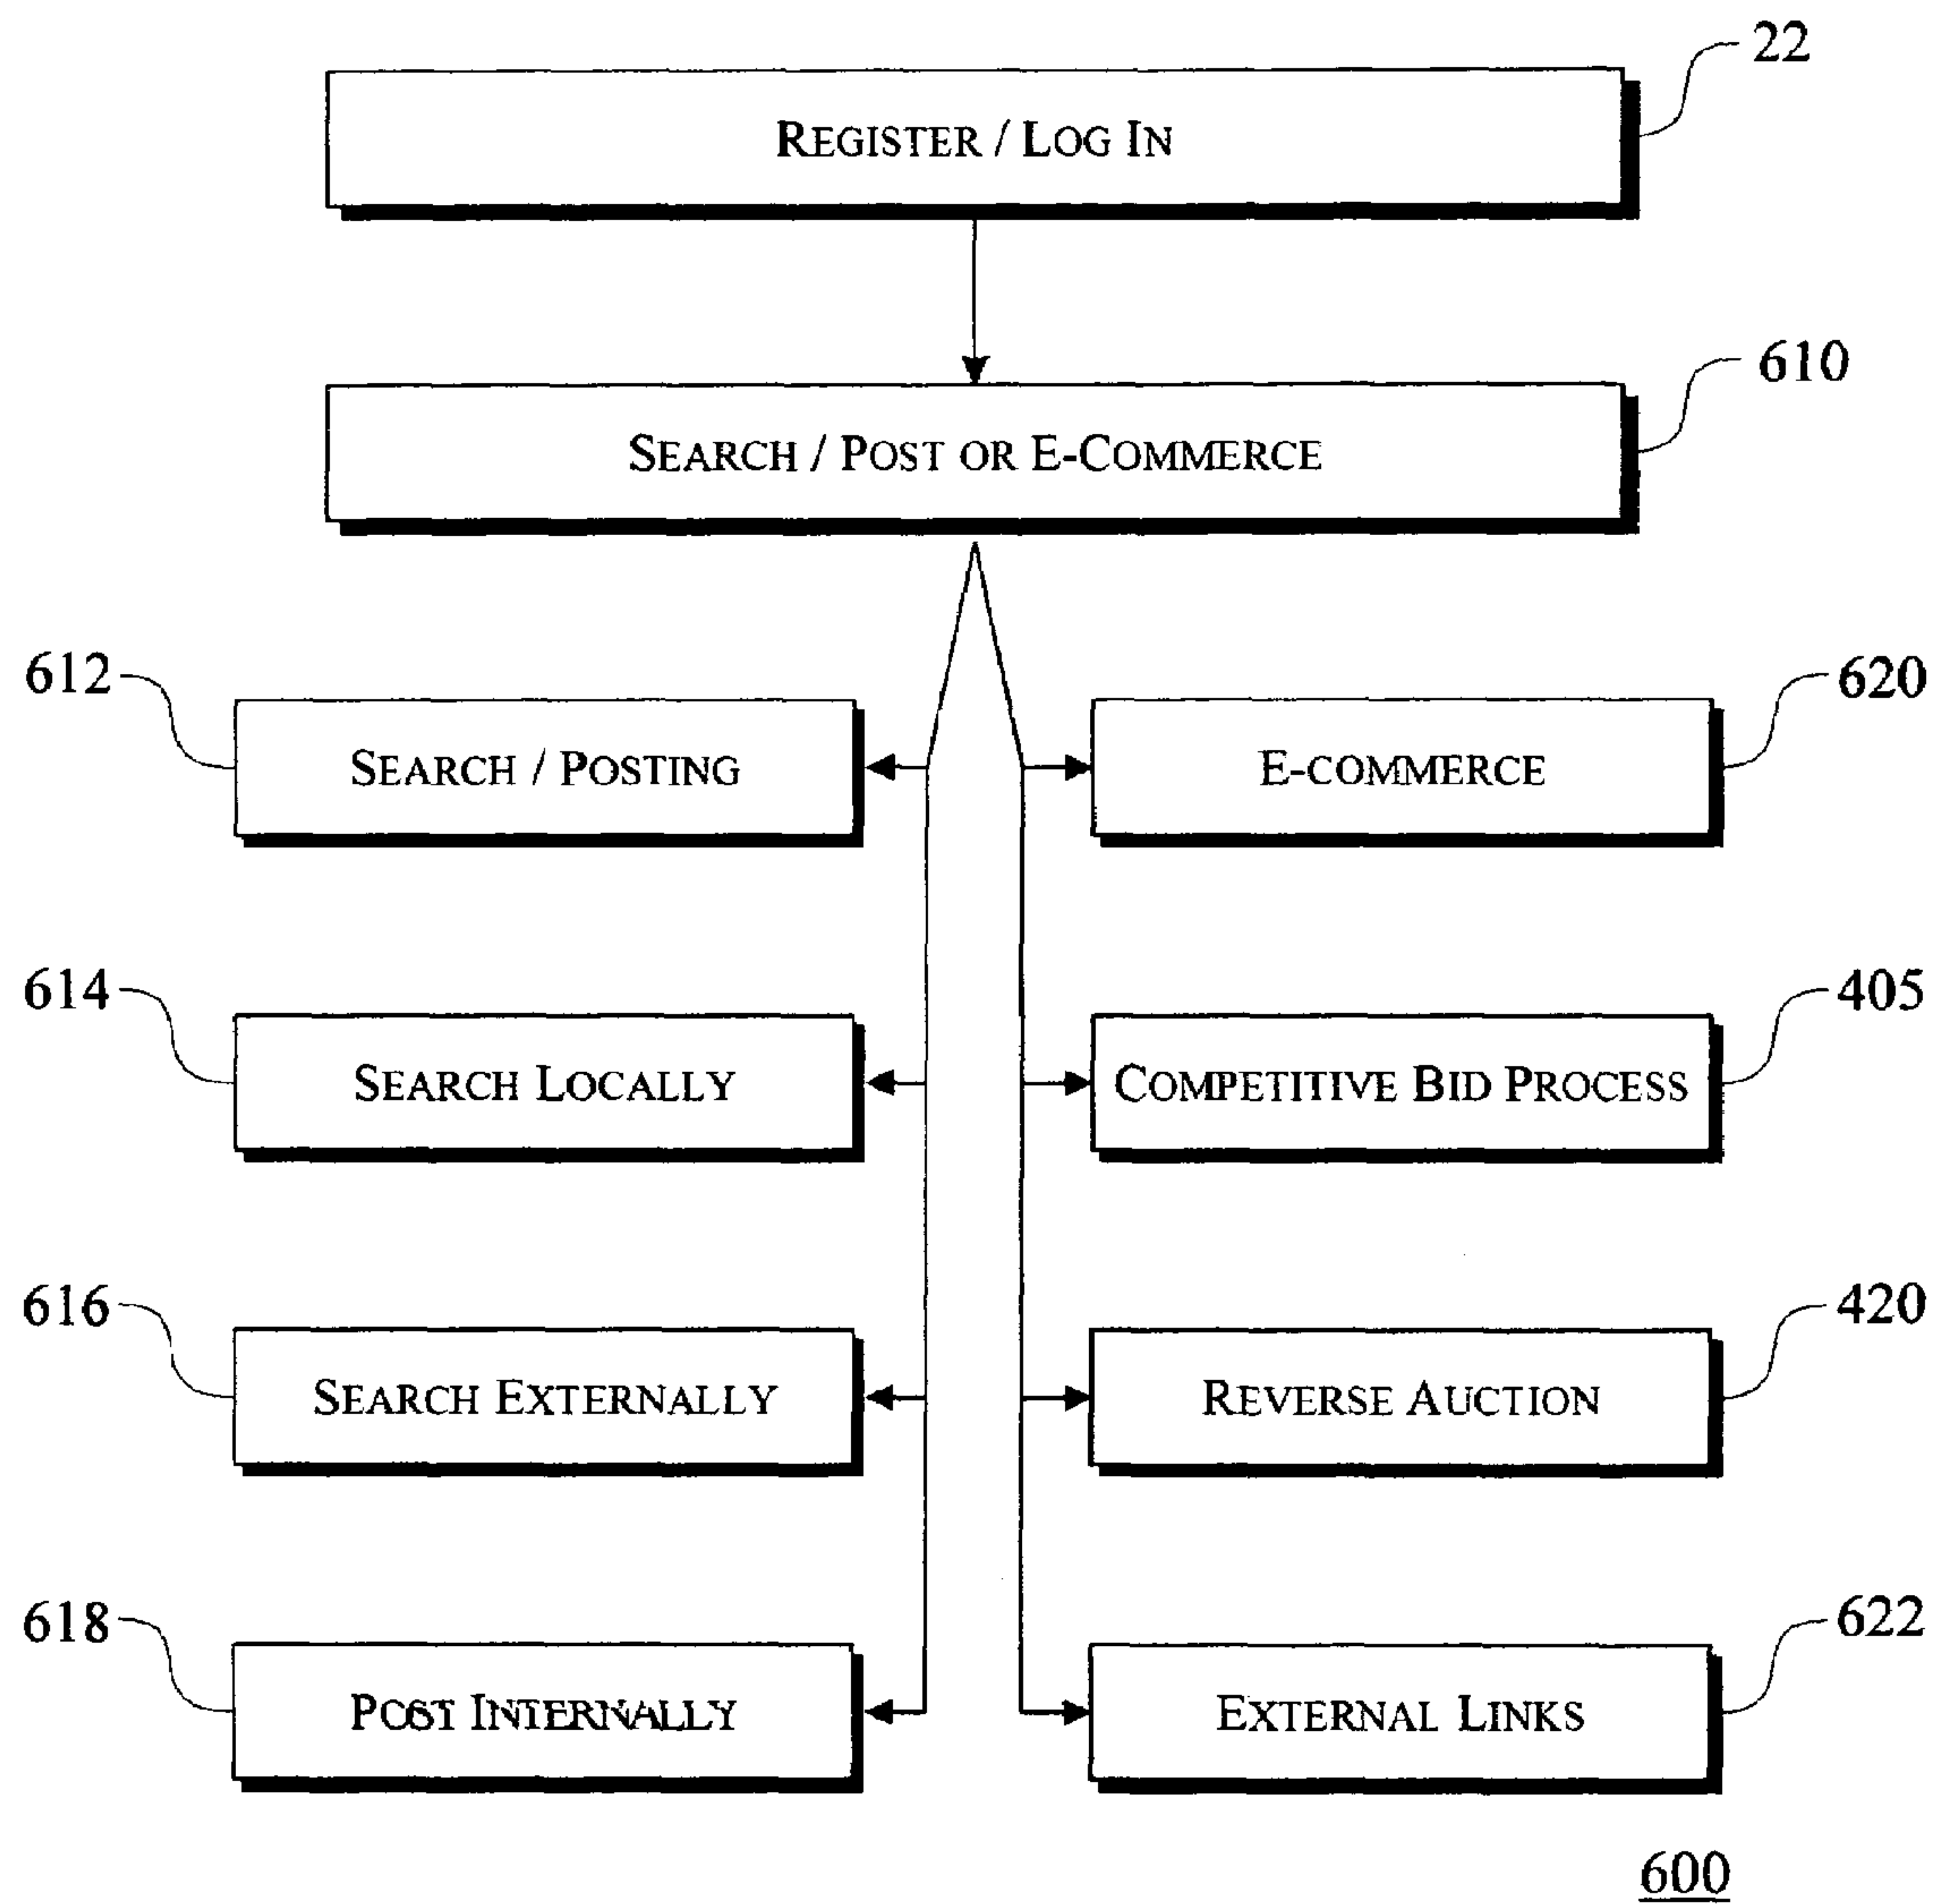 22
REGISTER / LOG IN
610
SEARCH / POST OR E-COMMERCE
612
SEARCH / POSTING
620
E-COMMERCE
614
SEARCH LOCALLY
405
COMPETITIVE BID PROCESS
616
SEARCH EXTERNALLY
420
REVERSE AUCTION
618
POST INTERNALLY
622
EXTERNAL LINKS
600